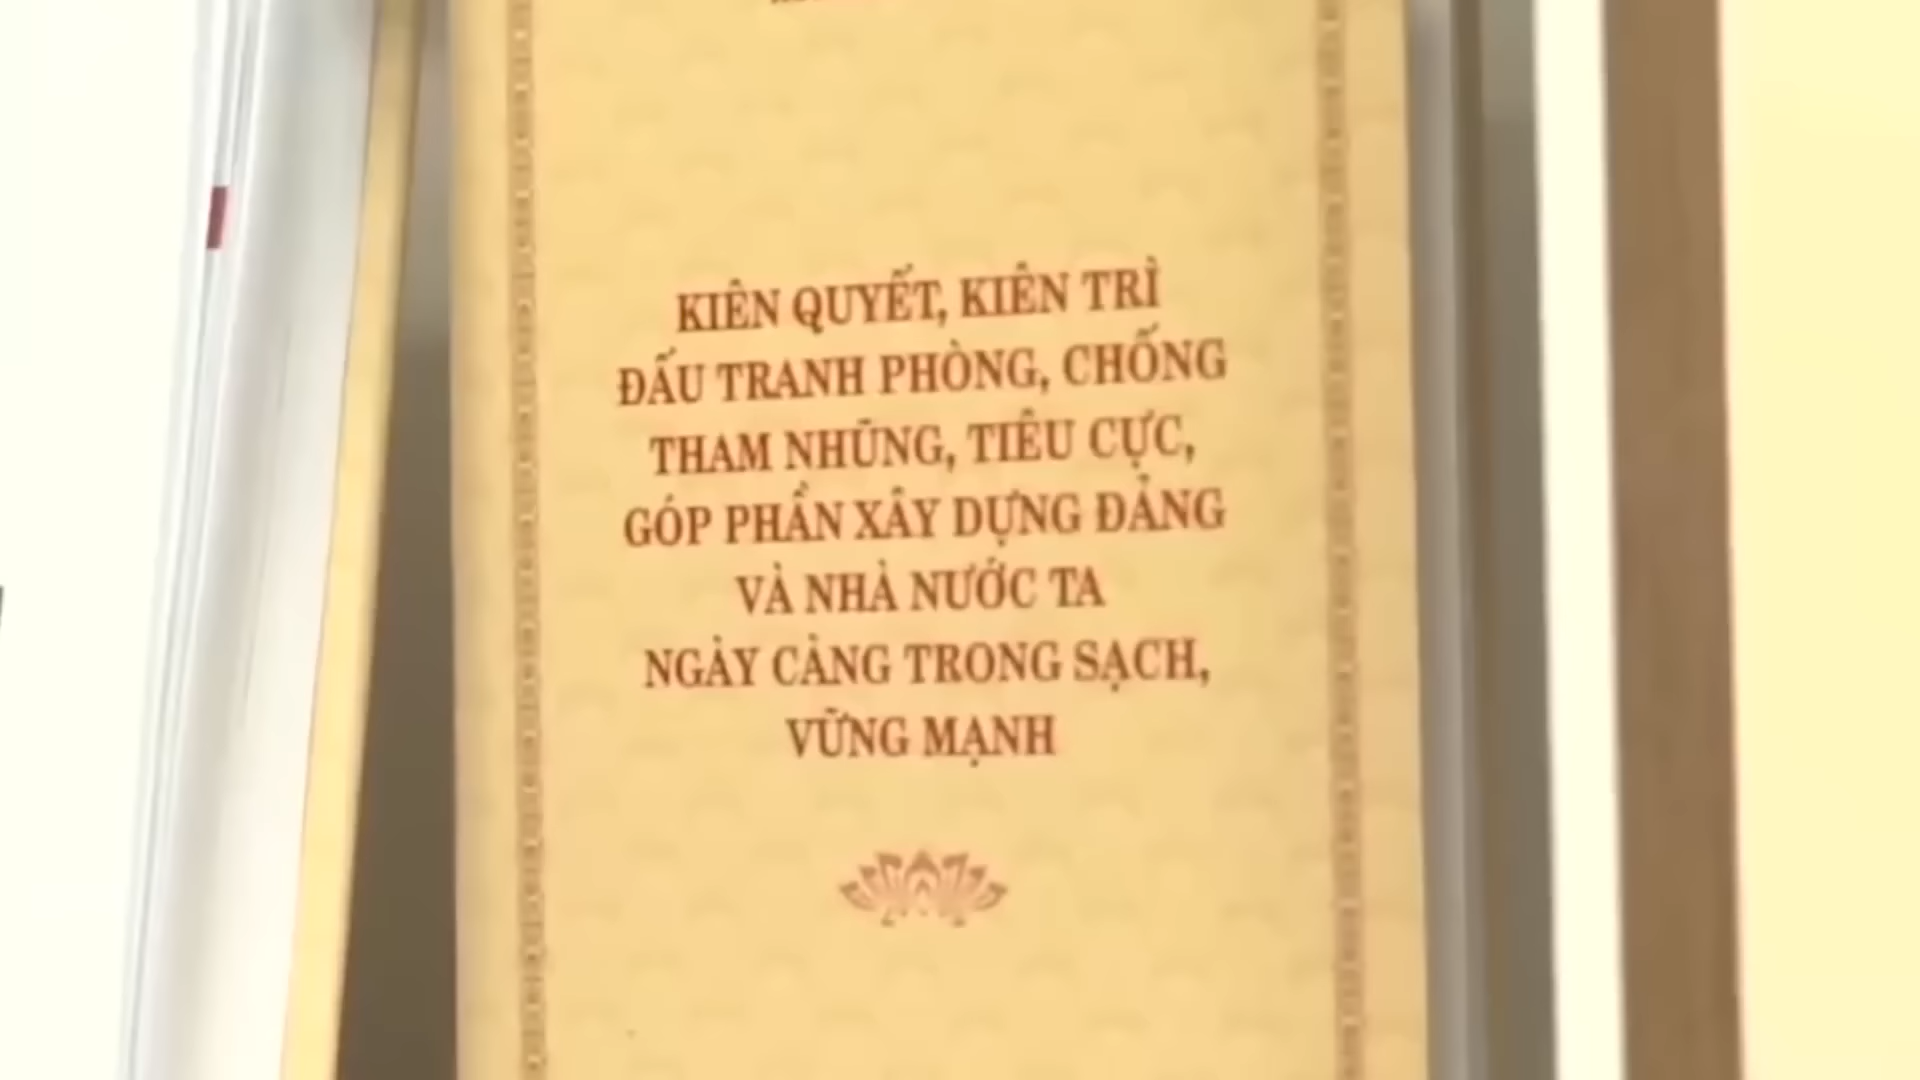 KIÊN QUYẾT, KIÊN TRÌ
ĐẤU TRANH PHÒNG, CHỐNG
THAM NHŨNG, TIÊU CỰC,
GÓP PHẦN XÂY DỰNG ĐẢNG
VÀ NHÀ NƯỚC TA
NGÀY CÀNG TRONG SẠCH,
VỮNG MẠNH